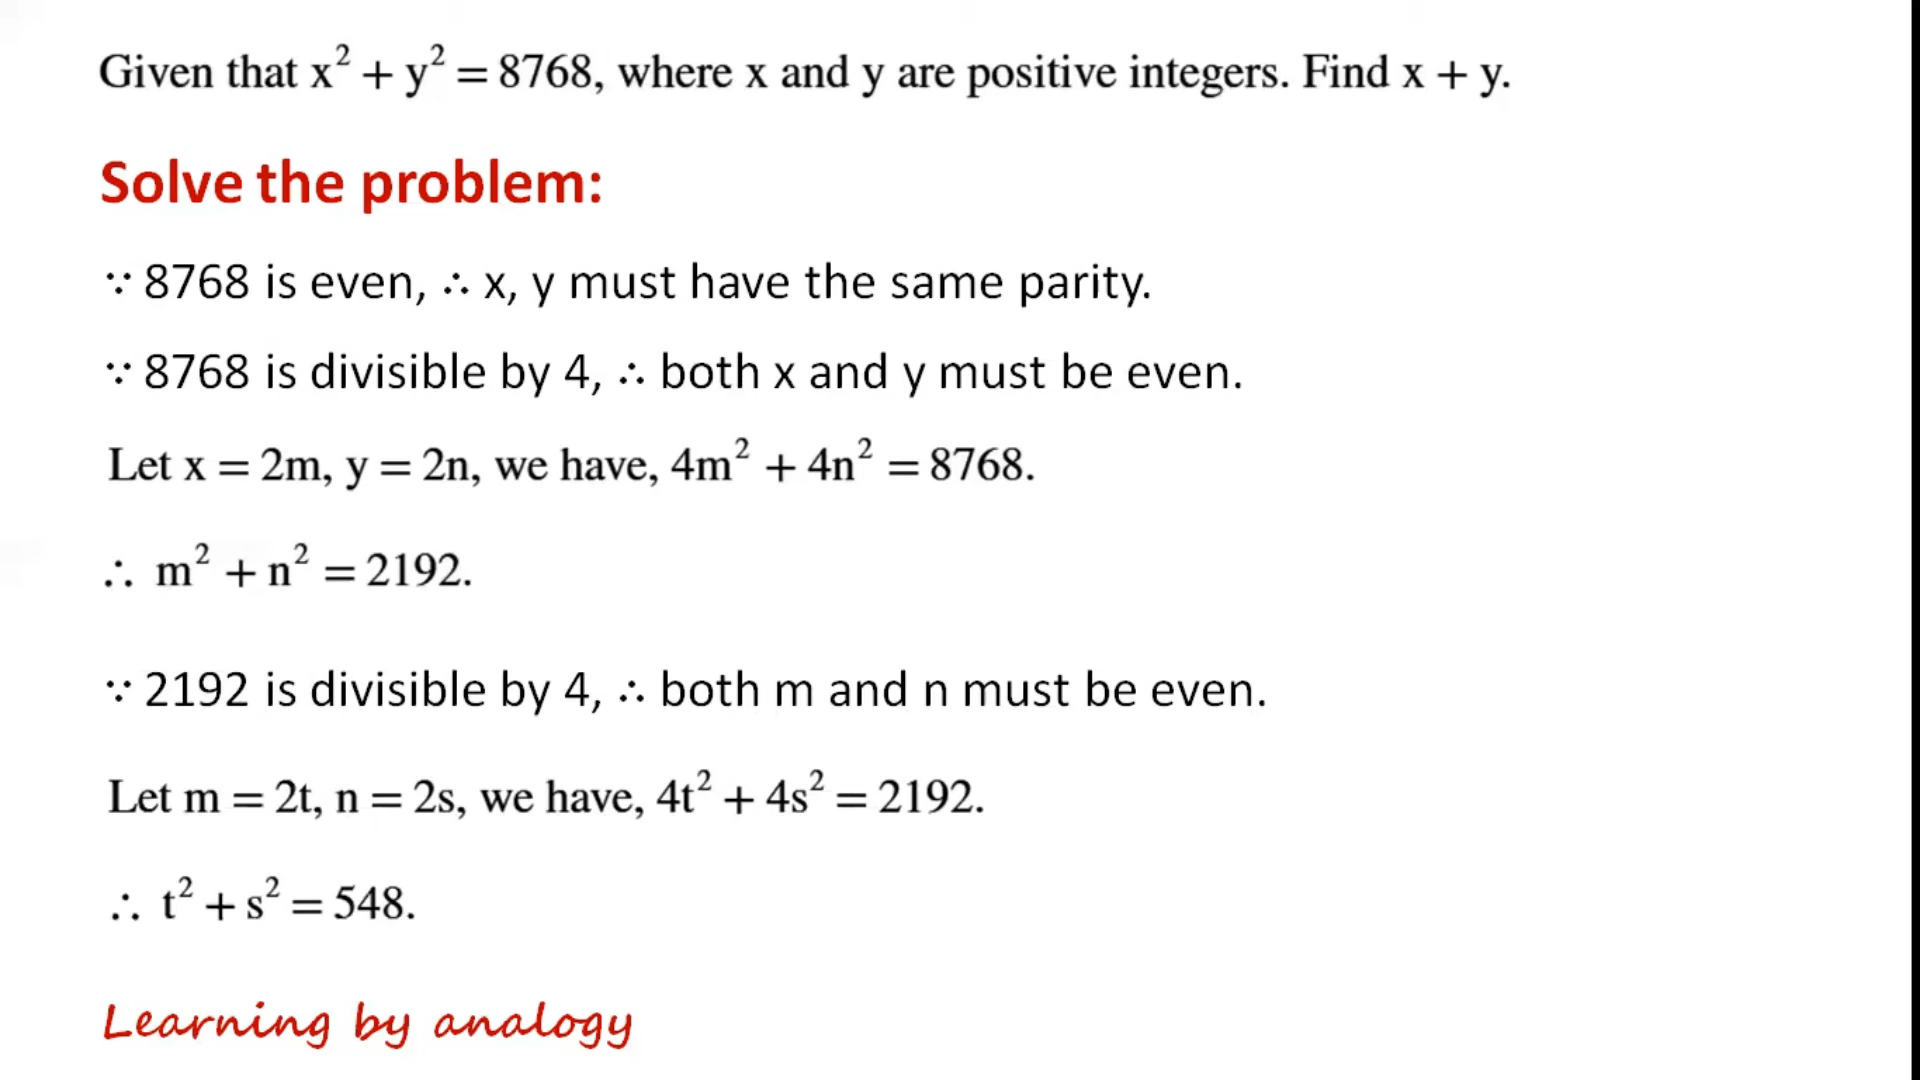 Given that x² + y² = 8768, where x and y are positive integers. Find x + y.
Solve the problem:
∵ 8768 is even, ∴ x, y must have the same parity.
∵ 8768 is divisible by 4, ∴ both x and y must be even.
Let x = 2m, y = 2n, we have, 4m² + 4n² = 8768.
∴ m² + n² = 2192.
∵ 2192 is divisible by 4, ∴ both m and n must be even.
Let m = 2t, n = 2s, we have, 4t² + 4s² = 2192.
∴ t² + s² = 548.
Learning by analogy